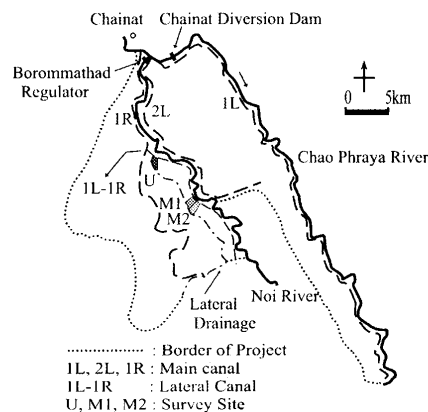 Chainat
Chainat Diversion Dam
Borommathad
Regulator
1R
2L
1L
0 5km
Chao Phraya River
1L-1R
U
M1
M2
Lateral
Drainage
Noi River
............ : Border of Project
1L, 2L, 1R : Main canal
1L-1R : Lateral Canal
U, M1, M2 : Survey Site